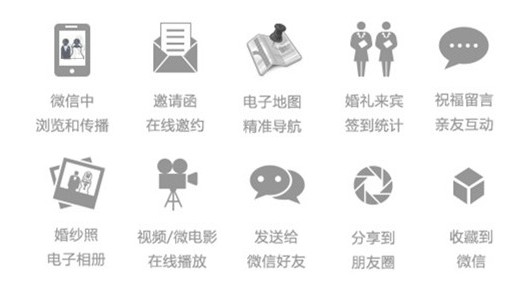 微信中
浏览和传播
邀请函
在线邀约
电子地图
精准导航
婚礼来宾
签到统计
祝福留言
亲友互动
婚纱照
电子相册
视频/微电影
在线播放
发送给
微信好友
分享到
朋友圈
收藏到
微信